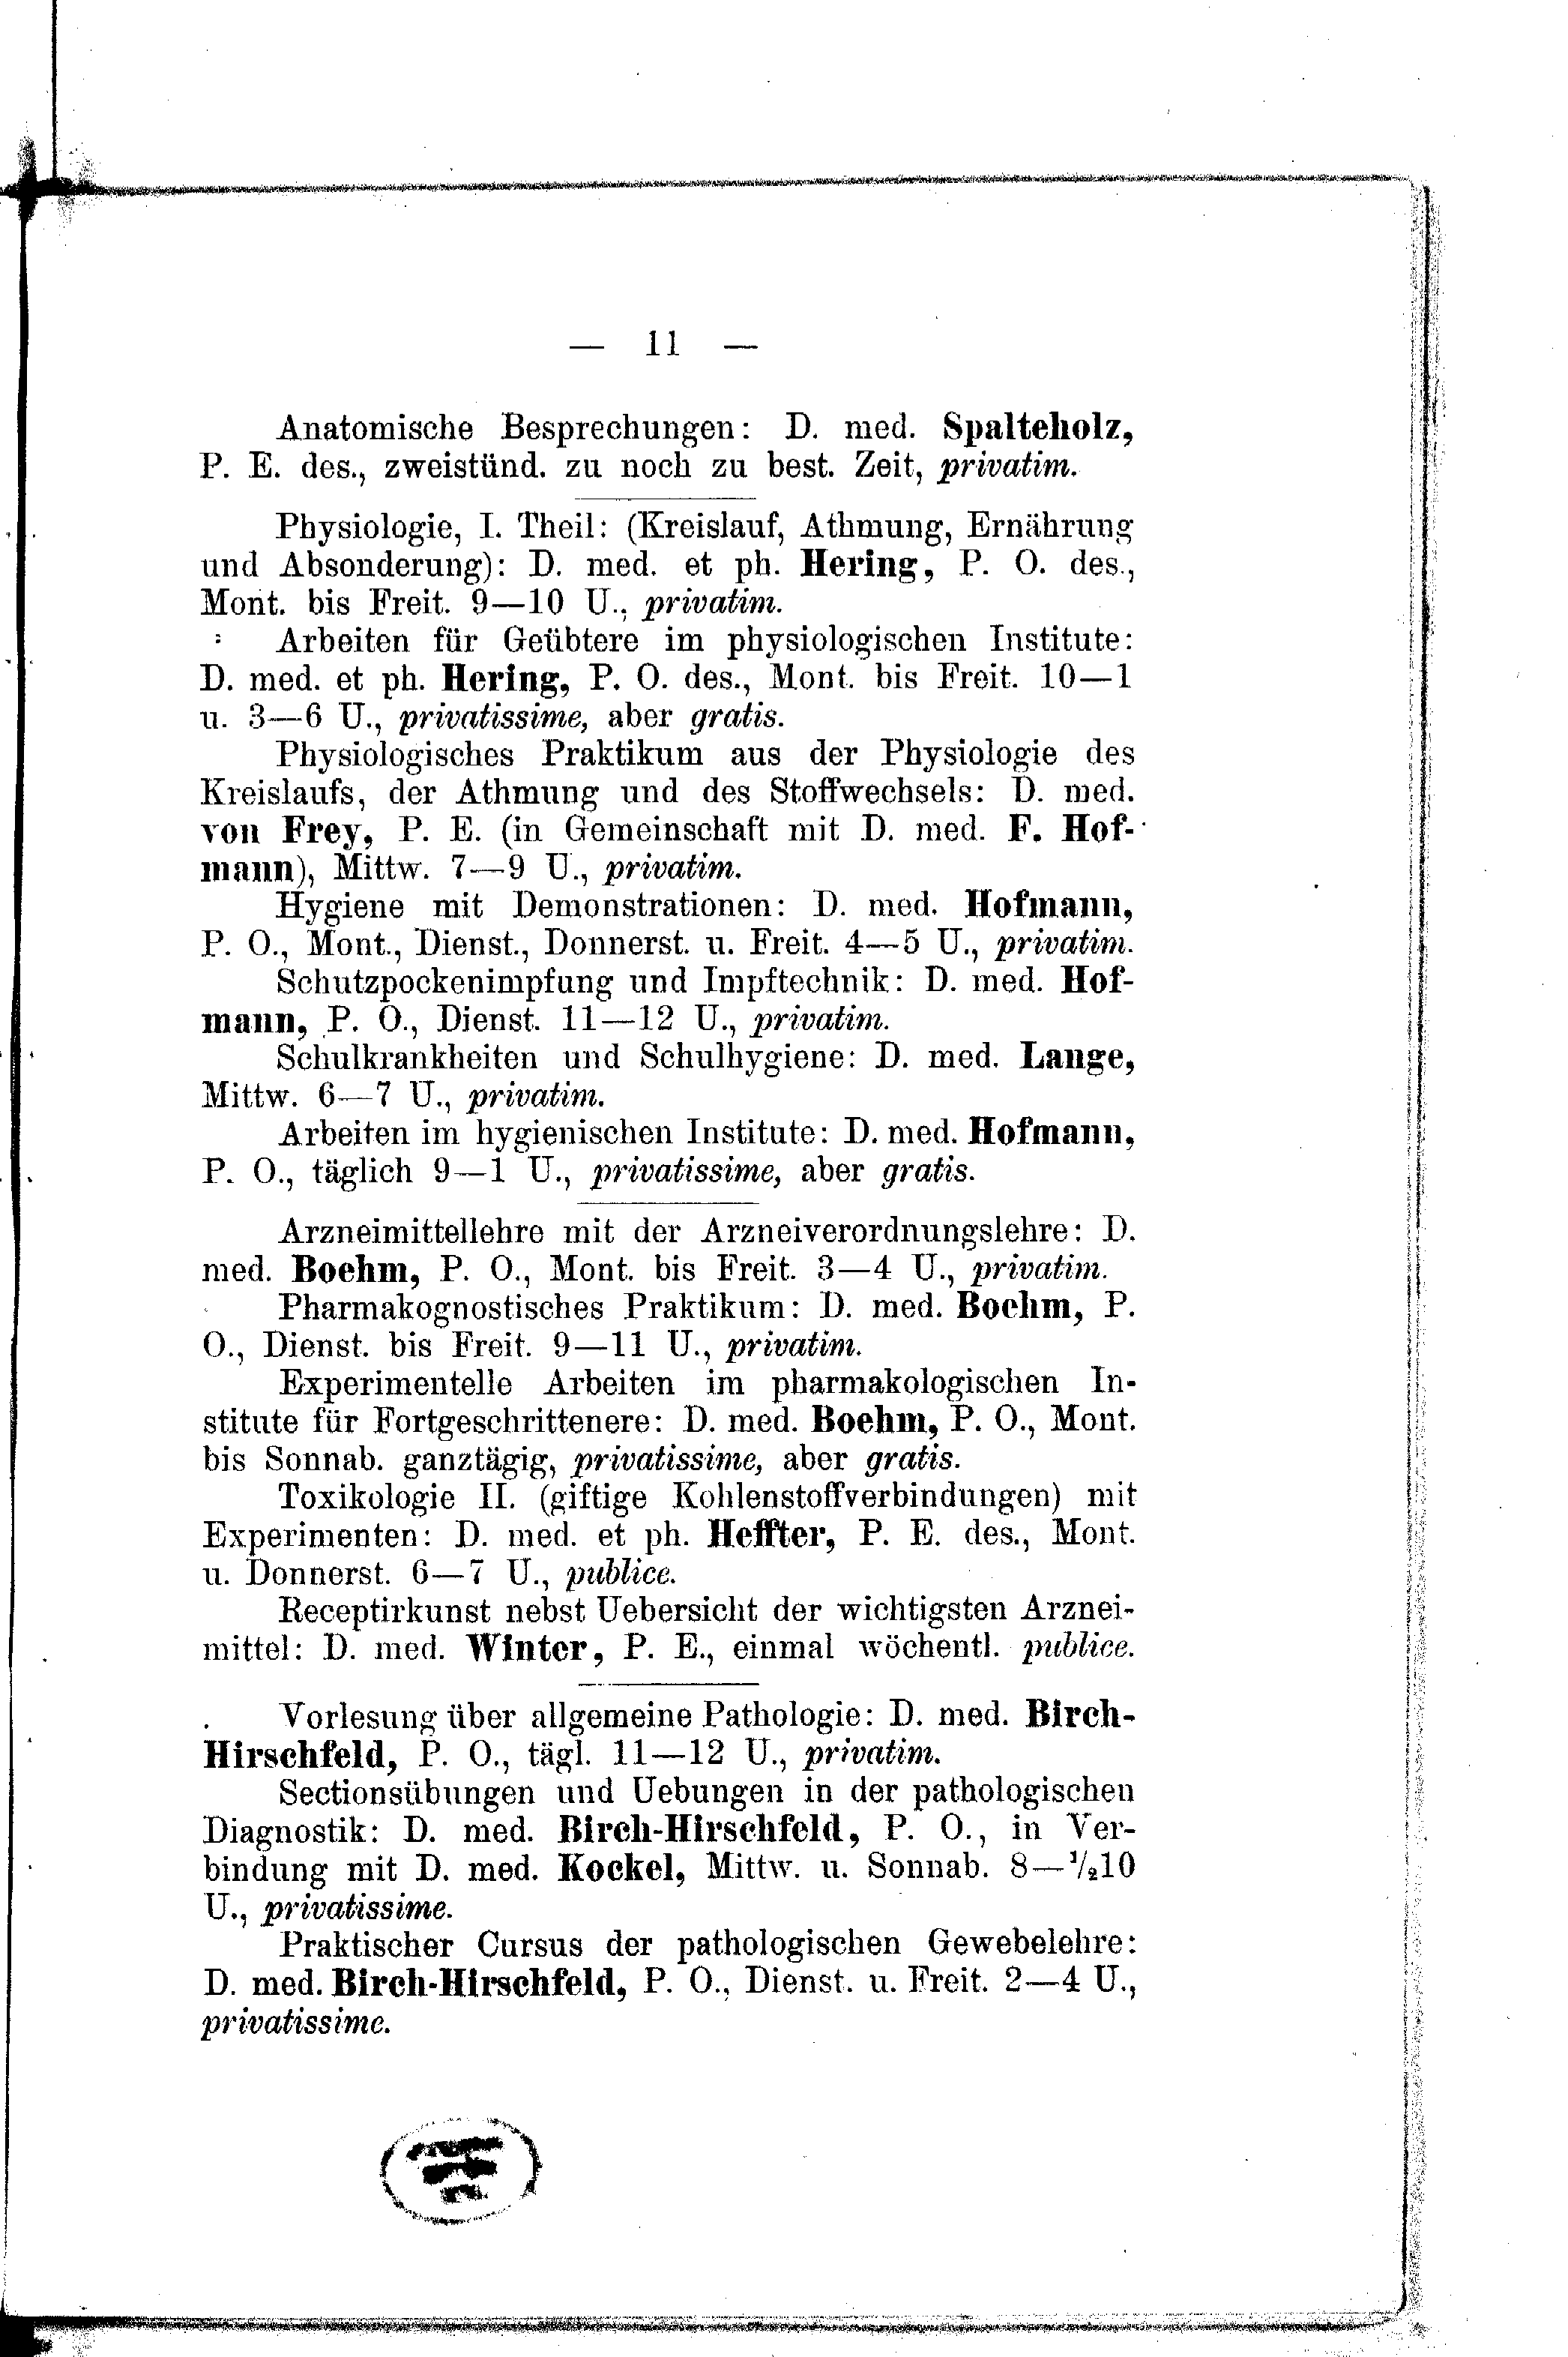 — 11 —
Anatomische Besprechungen: D. med. Spalteholz,
P. E. des., zweistünd. zu noch zu best. Zeit, privatim.
Physiologie, I. Theil: (Kreislauf, Athmung, Ernährung
und Absonderung): D. med. et ph. Hering, P. O. des.,
Mont. bis Freit. 9—10 U., privatim.
Arbeiten für Geübtere im physiologischen Institute:
D. med. et ph. Hering, P. O. des., Mont. bis Freit. 10—1
u. 3—6 U., privatissime, aber gratis.
Physiologisches Praktikum aus der Physiologie des
Kreislaufs, der Athmung und des Stoffwechsels: D. med.
von Frey, P. E. (in Gemeinschaft mit D. med. F. Hof-
mann), Mittw. 7—9 U., privatim.
Hygiene mit Demonstrationen: D. med. Hofmann,
P. O., Mont., Dienst., Donnerst. u. Freit. 4—5 U., privatim.
Schutzpockenimpfung und Impftechnik: D. med. Hof-
mann, P. O., Dienst. 11—12 U., privatim.
Schulkrankheiten und Schulhygiene: D. med. Lange,
Mittw. 6—7 U., privatim.
Arbeiten im hygienischen Institute: D. med. Hofmann,
P. O., täglich 9—1 U., privatissime, aber gratis.
Arzneimittellehre mit der Arzneiverordnungslehre: D.
med. Boehm, P. O., Mont. bis Freit. 3—4 U., privatim.
Pharmakognostisches Praktikum: D. med. Boehm, P.
O., Dienst. bis Freit. 9—11 U., privatim.
Experimentelle Arbeiten im pharmakologischen In-
stitute für Fortgeschrittenere: D. med. Boehm, P. O., Mont.
bis Sonnab. ganztägig, privatissime, aber gratis.
Toxikologie II. (giftige Kohlenstoffverbindungen) mit
Experimenten: D. med. et ph. Heffter, P. E. des., Mont.
u. Donnerst. 6—7 U., publice.
Receptirkunst nebst Uebersicht der wichtigsten Arznei-
mittel: D. med. Winter, P. E., einmal wöchentl. publice.
Vorlesung über allgemeine Pathologie: D. med. Birch-
Hirschfeld, P. O., tägl. 11—12 U., privatim.
Sectionsübungen und Uebungen in der pathologischen
Diagnostik: D. med. Birch-Hirschfeld, P. O., in Ver-
bindung mit D. med. Kockel, Mittw. u. Sonnab. 8—½10
U., privatissime.
Praktischer Cursus der pathologischen Gewebelehre:
D. med. Birch-Hirschfeld, P. O., Dienst. u. Freit. 2—4 U.,
privatissime.